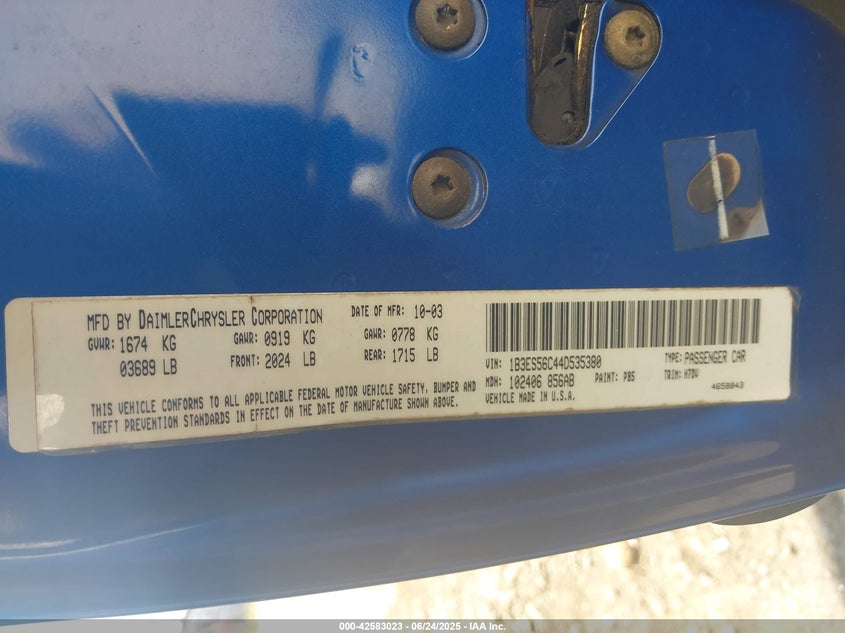 MFD BY DAIMLERCHRYSLER CORPORATION DATE OF MFR: 10-03
GVWR: 1674 KG GAWR: 0919 KG GAWR: 0778 KG
03689 LB FRONT: 2024 LB REAR: 1715 LB
THIS VEHICLE CONFORMS TO ALL APPLICABLE FEDERAL MOTOR VEHICLE SAFETY, BUMPER AND
THEFT PREVENTION STANDARDS IN EFFECT ON THE DATE OF MANUFACTURE SHOWN ABOVE.
VIN: 1B3ES56C44D535380 TYPE: PASSENGER CAR
MDH: 102406 856AB PAINT: PB5 TRIM: H7DV
VEHICLE MADE IN U.S.A. 4658843
000-42583023 - 06/24/2025 - IAA Inc.